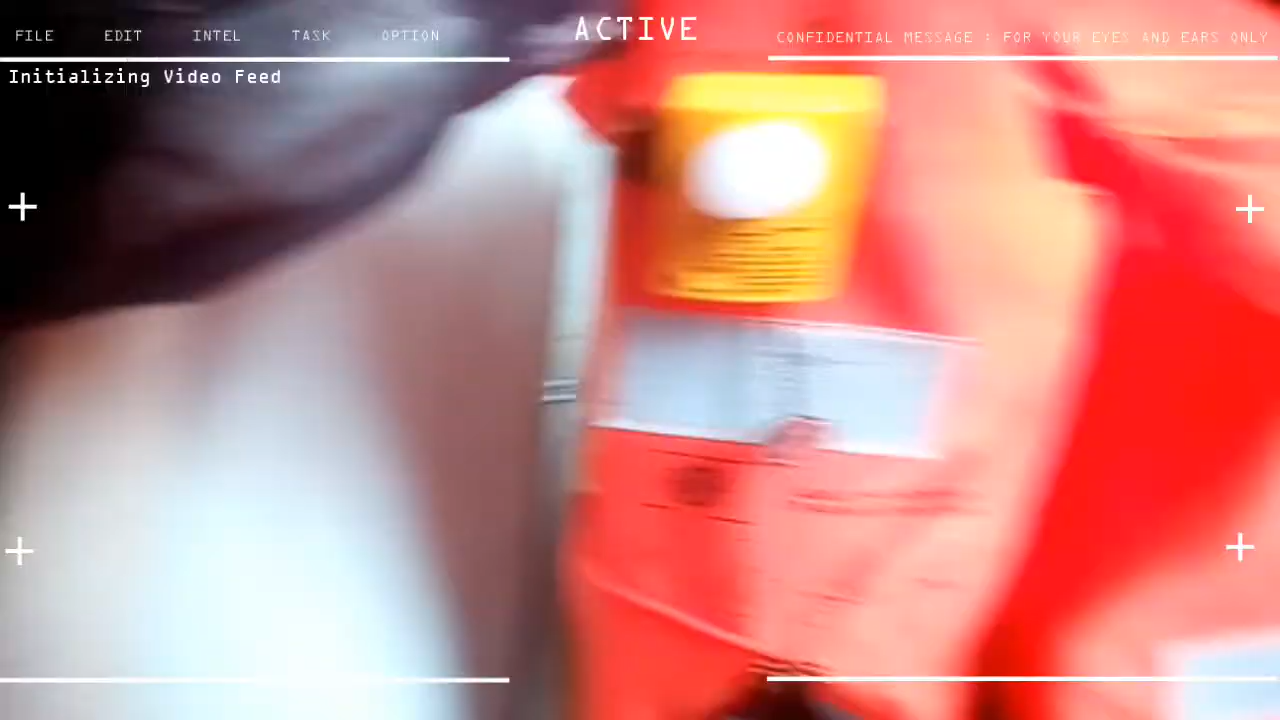 FILE EDIT INTEL TASK OPTION
ACTIVE
CONFIDENTIAL MESSAGE : FOR YOUR EYES AND EARS ONLY
Initializing Video Feed